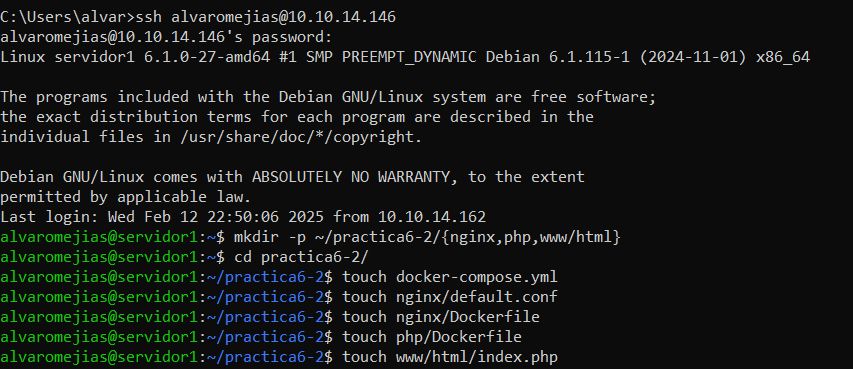 C:\Users\alvar>ssh alvaromejias@10.10.14.146
alvaromejias@10.10.14.146's password:
Linux servidor1 6.1.0-27-amd64 #1 SMP PREEMPT_DYNAMIC Debian 6.1.115-1 (2024-11-01) x86_64
The programs included with the Debian GNU/Linux system are free software;
the exact distribution terms for each program are described in the
individual files in /usr/share/doc/*/copyright.
Debian GNU/Linux comes with ABSOLUTELY NO WARRANTY, to the extent
permitted by applicable law.
Last login: Wed Feb 12 22:50:06 2025 from 10.10.14.162
alvaromejias@servidor1:~$ mkdir -p ~/practica6-2/{nginx,php,www/html}
alvaromejias@servidor1:~$ cd practica6-2/
alvaromejias@servidor1:~/practica6-2$ touch docker-compose.yml
alvaromejias@servidor1:~/practica6-2$ touch nginx/default.conf
alvaromejias@servidor1:~/practica6-2$ touch nginx/Dockerfile
alvaromejias@servidor1:~/practica6-2$ touch php/Dockerfile
alvaromejias@servidor1:~/practica6-2$ touch www/html/index.php